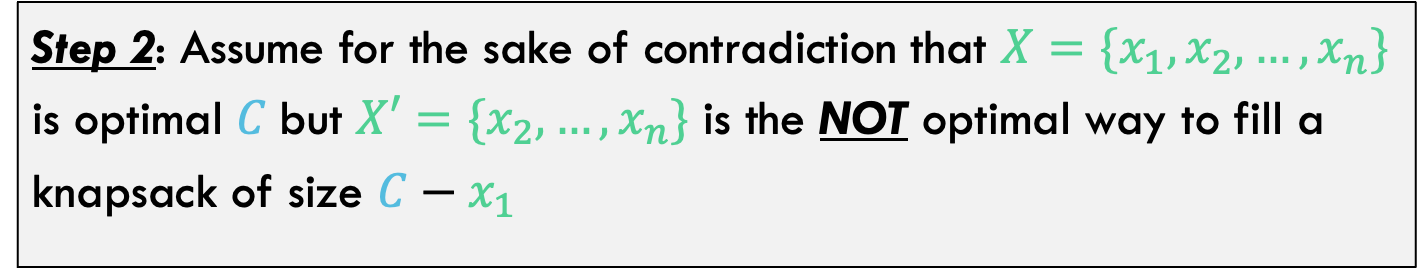 Step 2: Assume for the sake of contradiction that X = {x₁, x₂, … , xₙ}
is optimal C but X′ = {x₂, … , xₙ} is the NOT optimal way to fill a
knapsack of size C − x₁